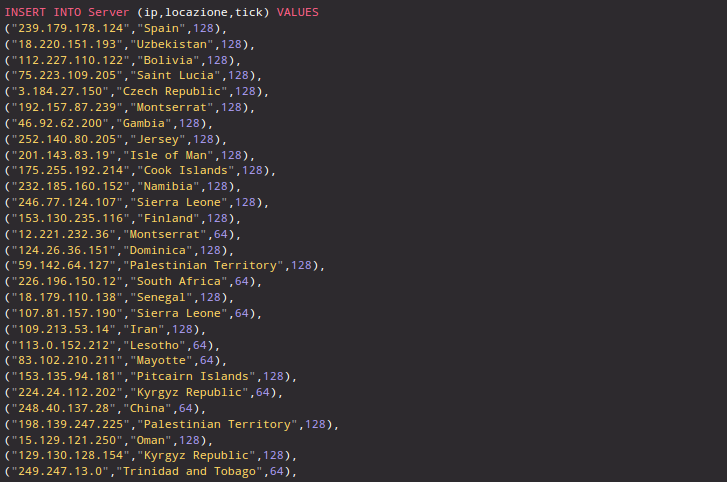 INSERT INTO Server (ip,locazione,tick) VALUES
("239.179.178.124","Spain",128),
("18.220.151.193","Uzbekistan",128),
("112.227.110.122","Bolivia",128),
("75.223.109.205","Saint Lucia",128),
("3.184.27.150","Czech Republic",128),
("192.157.87.239","Montserrat",128),
("46.92.62.200","Gambia",128),
("252.140.80.205","Jersey",128),
("201.143.83.19","Isle of Man",128),
("175.255.192.214","Cook Islands",128),
("232.185.160.152","Namibia",128),
("246.77.124.107","Sierra Leone",128),
("153.130.235.116","Finland",128),
("12.221.232.36","Montserrat",64),
("124.26.36.151","Dominica",128),
("59.142.64.127","Palestinian Territory",128),
("226.196.150.12","South Africa",64),
("18.179.110.138","Senegal",128),
("107.81.157.190","Sierra Leone",64),
("109.213.53.14","Iran",128),
("113.0.152.212","Lesotho",64),
("83.102.210.211","Mayotte",64),
("153.135.94.181","Pitcairn Islands",128),
("224.24.112.202","Kyrgyz Republic",64),
("248.40.137.28","China",64),
("198.139.247.225","Palestinian Territory",128),
("15.129.121.250","Oman",128),
("129.130.128.154","Kyrgyz Republic",128),
("249.247.13.0","Trinidad and Tobago",64),